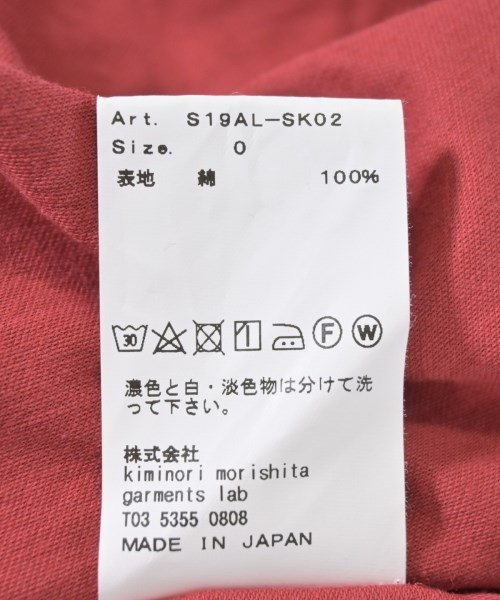 Art. S19AL-SK02
Size. 0
表地 綿 100%
30 F W
濃色と白・淡色物は分けて洗
って下さい。
株式会社
kiminori morishita
garments lab
T03 5355 0808
MADE IN JAPAN